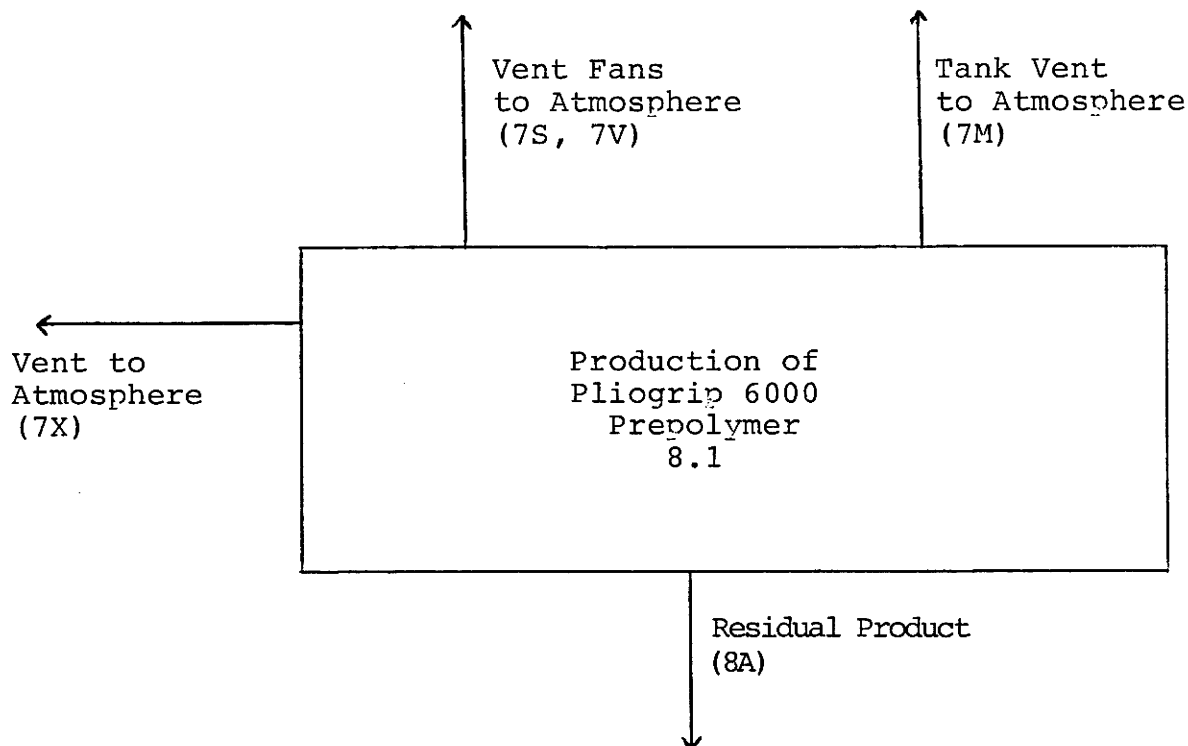 Vent Fans
to Atmosphere
(7S, 7V)
Tank Vent
to Atmosphere
(7M)
Vent to
Atmosphere
(7X)
Production of
Pliogrip 6000
Prepolymer
8.1
Residual Product
(8A)